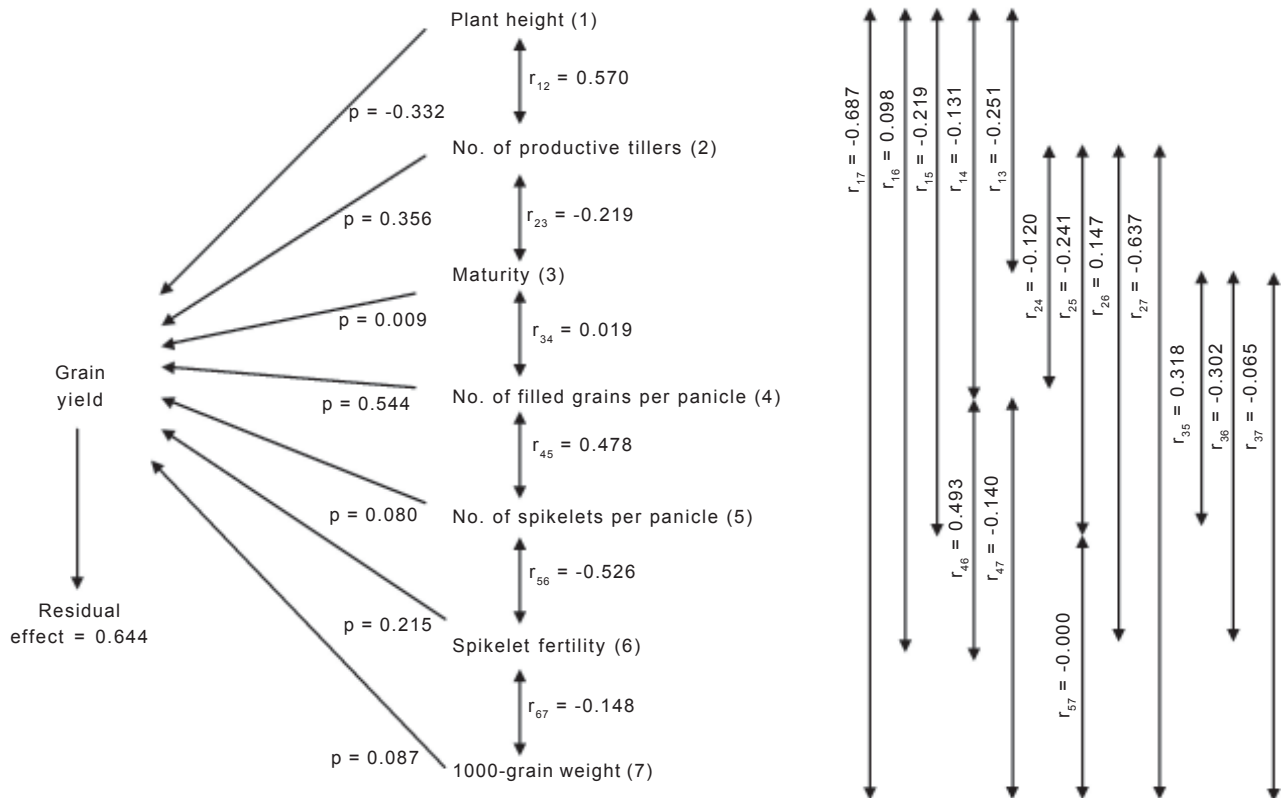 Plant height (1)
r12 = 0.570
p = -0.332
No. of productive tillers (2)
p = 0.356
r23 = -0.219
Maturity (3)
p = 0.009
r34 = 0.019
Grain
yield
p = 0.544
No. of filled grains per panicle (4)
r45 = 0.478
p = 0.080
No. of spikelets per panicle (5)
r56 = -0.526
Residual
effect = 0.644
p = 0.215
Spikelet fertility (6)
r67 = -0.148
p = 0.087
1000-grain weight (7)
r17 = -0.687
r16 = 0.098
r15 = -0.219
r14 = -0.131
r13 = -0.251
r24 = -0.120
r25 = -0.241
r26 = 0.147
r27 = -0.637
r35 = 0.318
r36 = -0.302
r37 = -0.065
r46 = 0.493
r47 = -0.140
r57 = -0.000